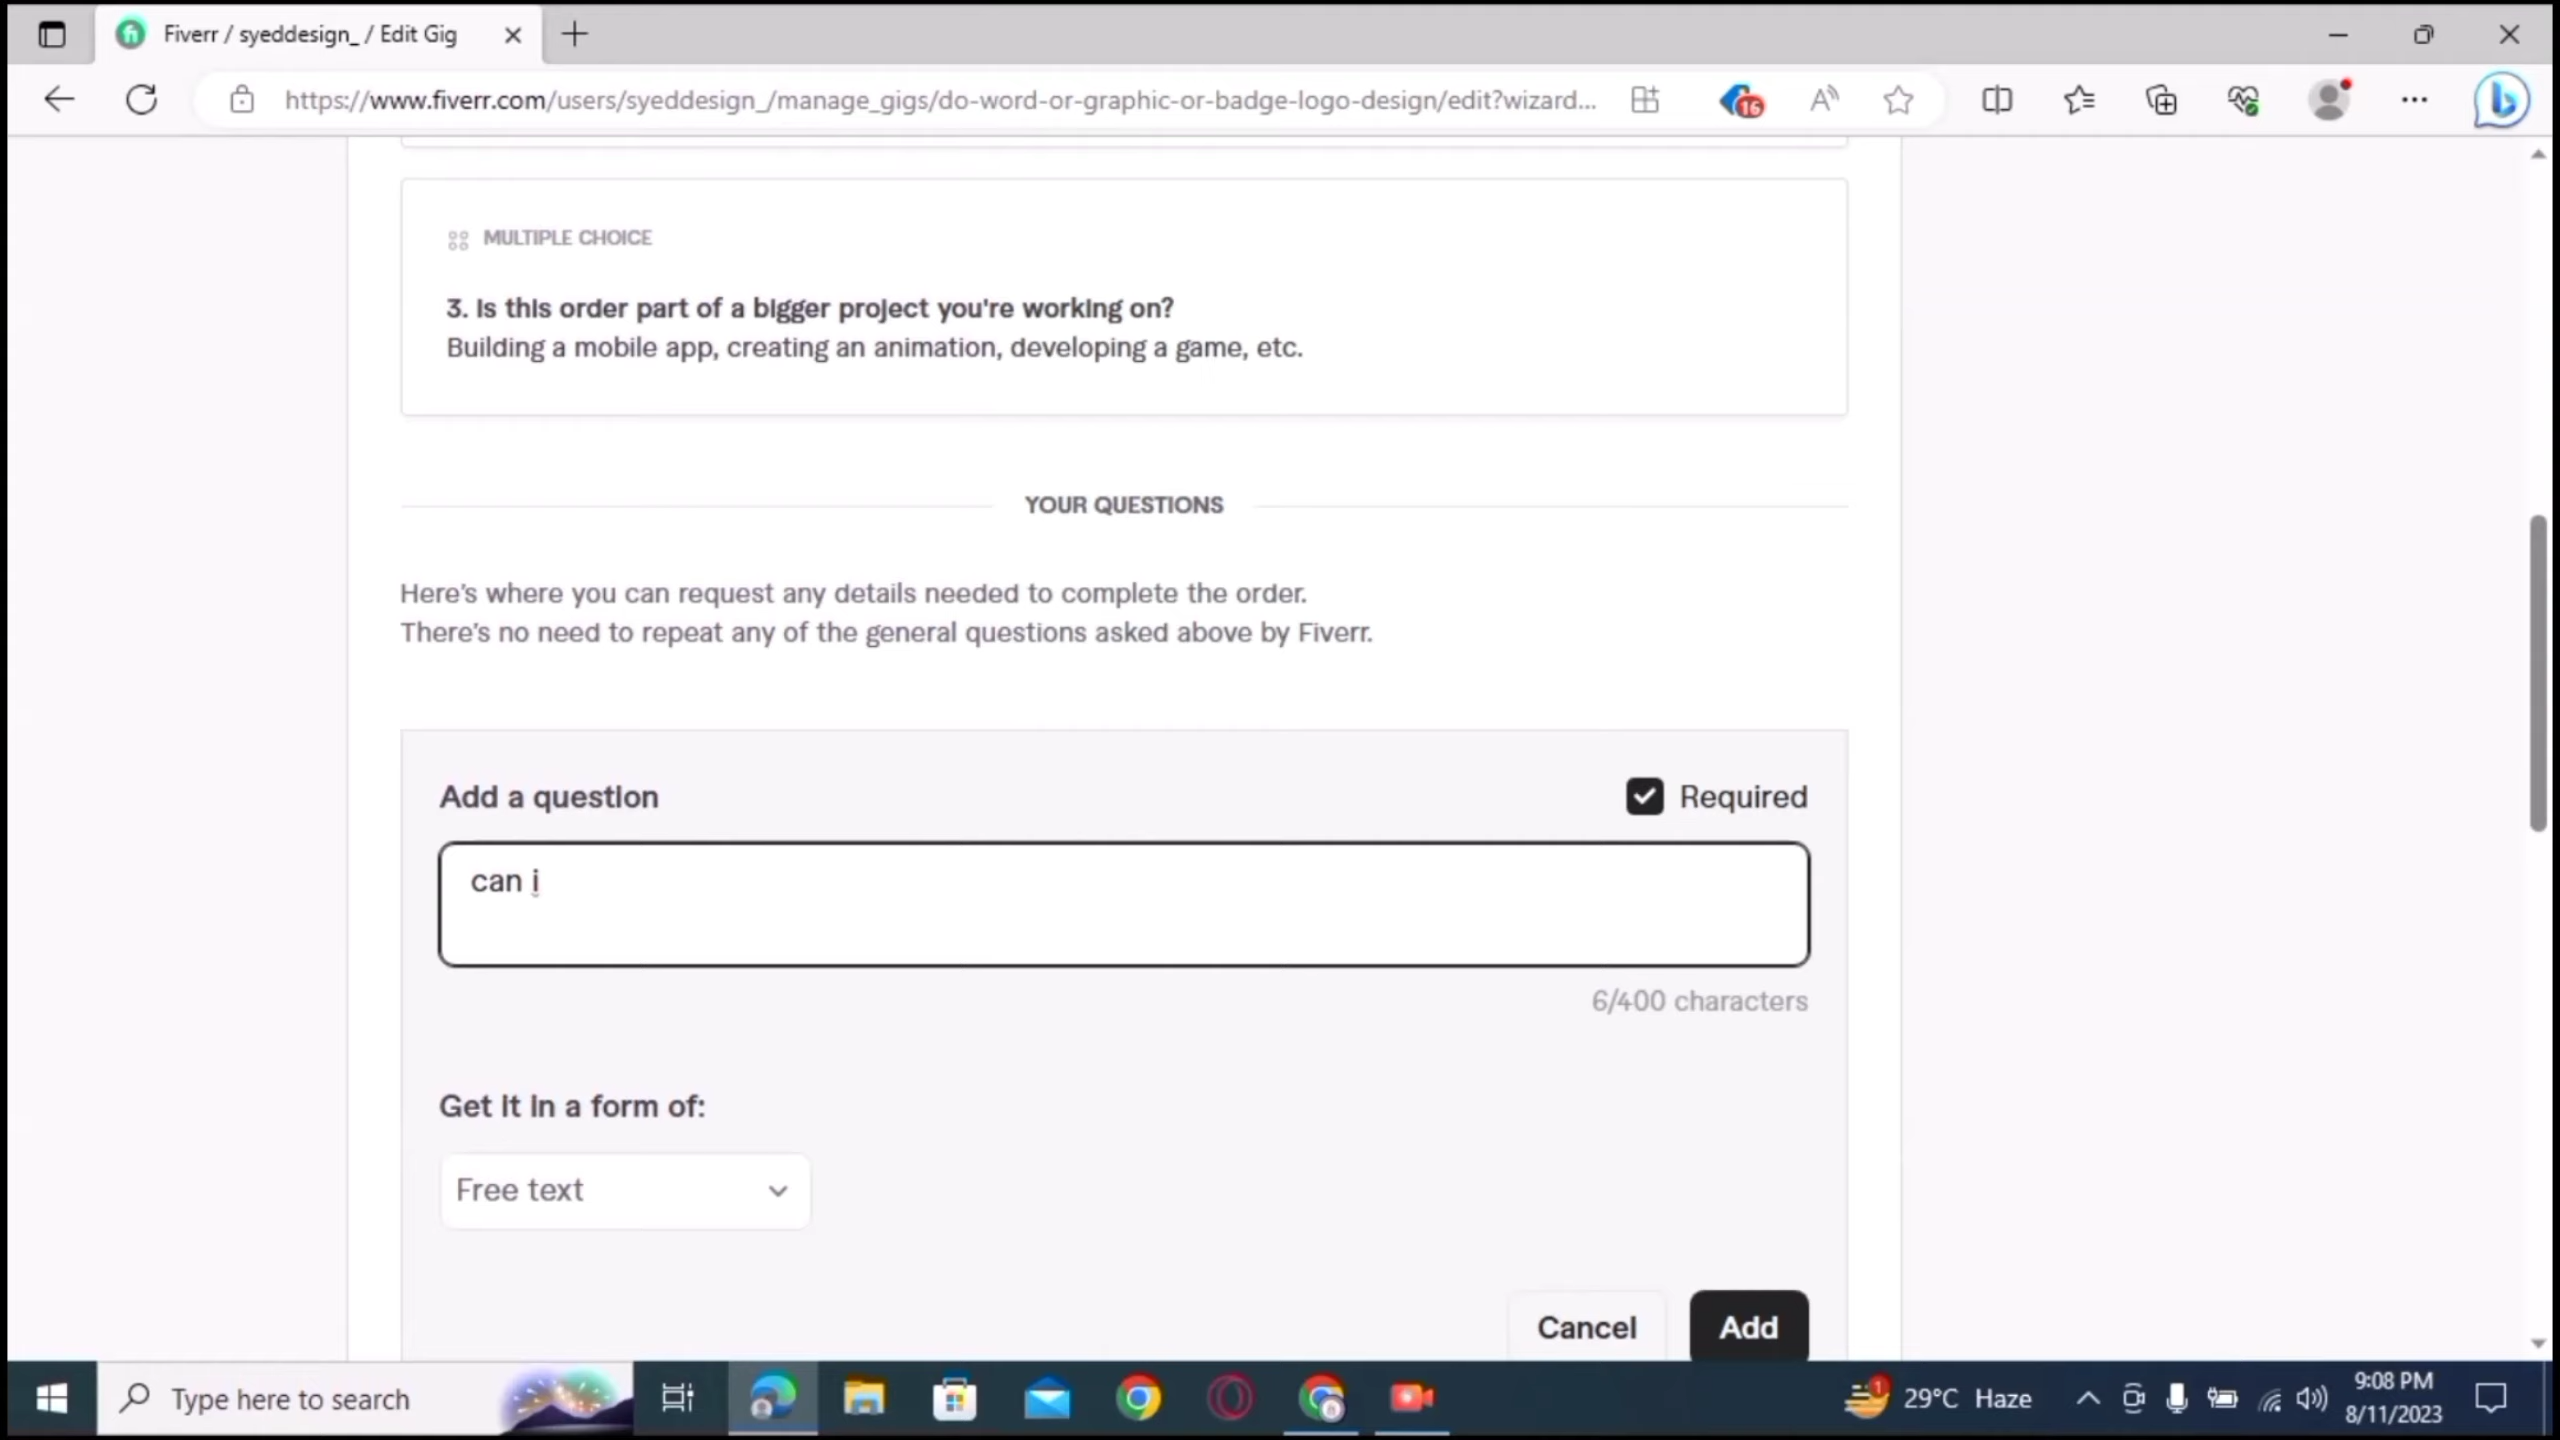 Fiverr / syeddesign_ / Edit Gig
https://www.fiverr.com/users/syeddesign_/manage_gigs/do-word-or-graphic-or-badge-logo-design/edit?wizard...
16
MULTIPLE CHOICE
3. Is this order part of a bigger project you're working on?
Building a mobile app, creating an animation, developing a game, etc.
YOUR QUESTIONS
Here's where you can request any details needed to complete the order.
There's no need to repeat any of the general questions asked above by Fiverr.
Add a question
Required
can i
6/400 characters
Get it in a form of:
Free text
Cancel
Add
Type here to search
1
29°C Haze
9:08 PM
8/11/2023